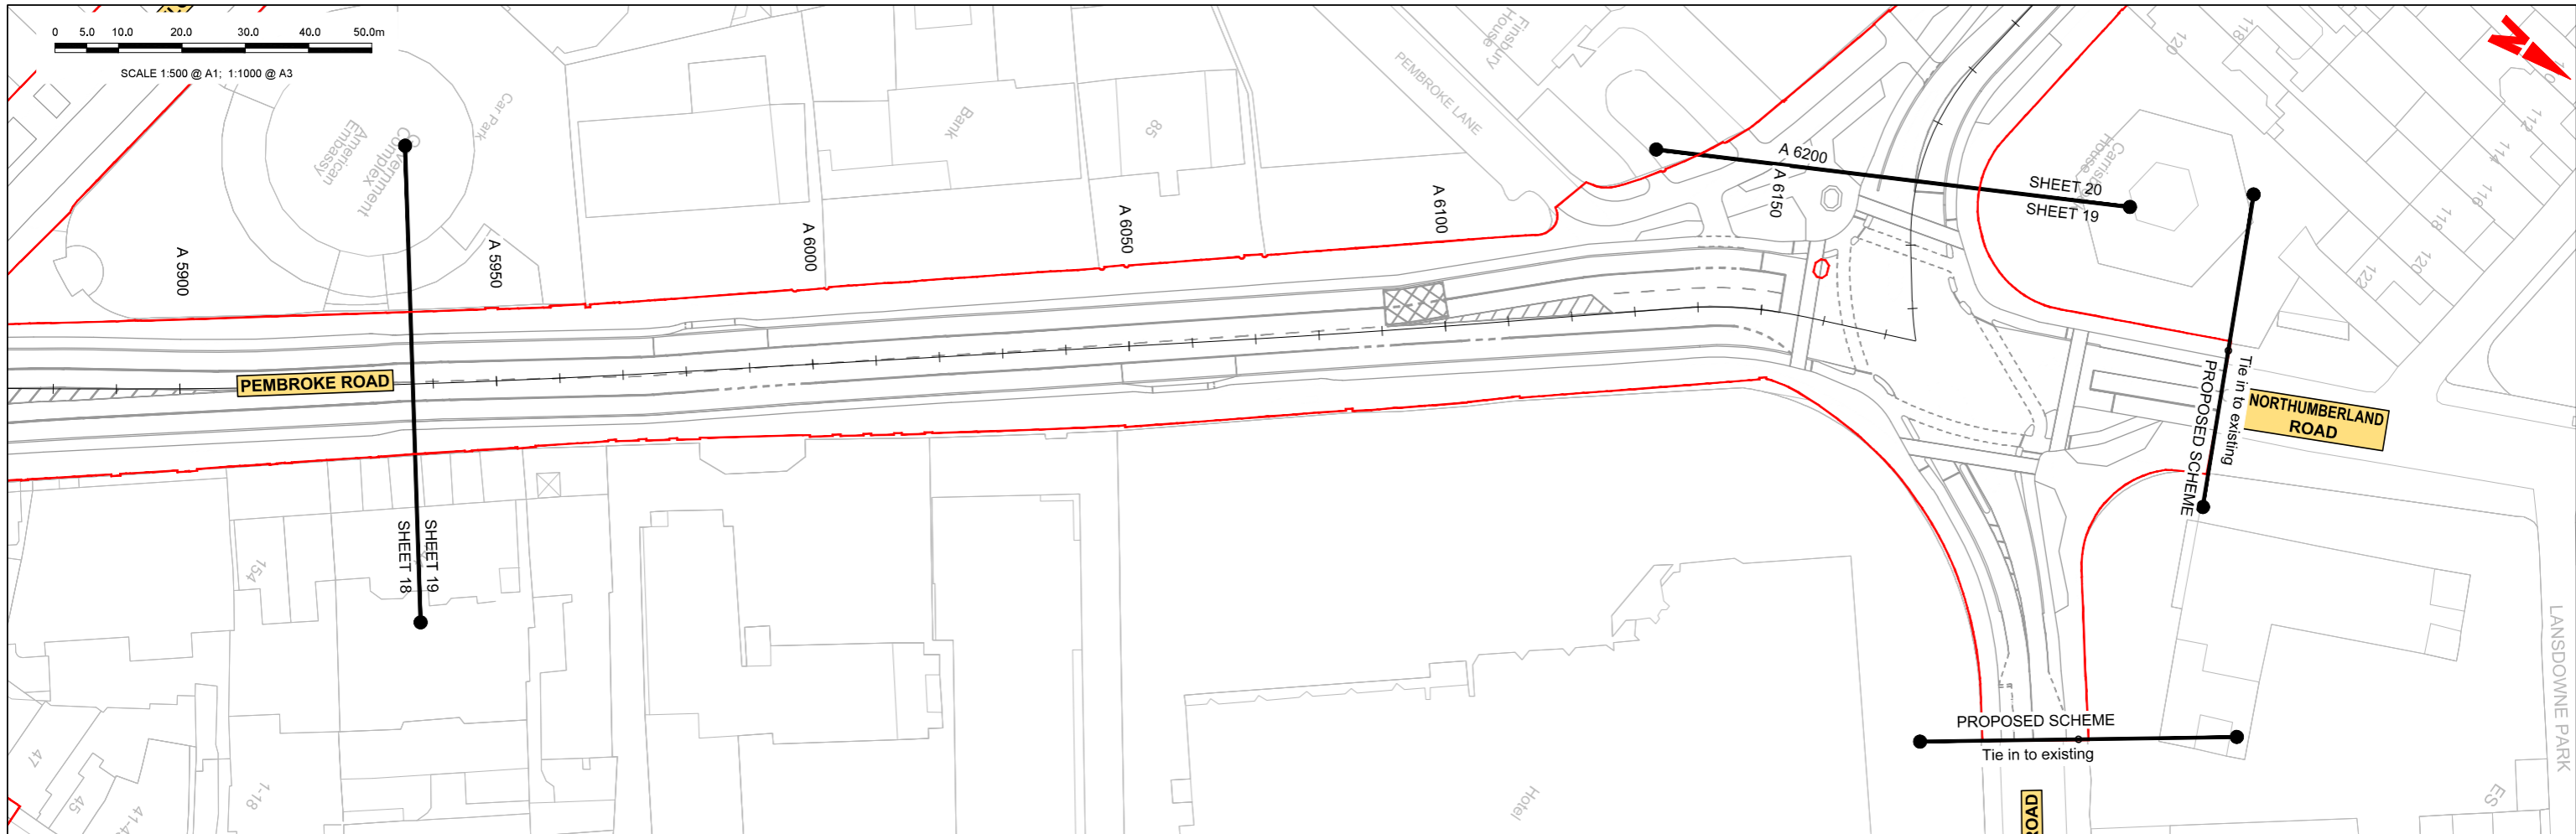 0 5.0 10.0 20.0 30.0 40.0 50.0m
SCALE 1:500 @ A1; 1:1000 @ A3
N
Car Park
American
Embassy
Government
Complex
Bank
85
PEMBROKE LANE
Finsbury
House
A 5900
A 5950
A 6000
A 6050
A 6100
A 6150
A 6200
SHEET 20
SHEET 19
House
120
118
112
114
116
118
120
122
PEMBROKE ROAD
SHEET 19
SHEET 18
Tie in to existing
PROPOSED SCHEME
NORTHUMBERLAND
ROAD
154
47
45
1-18
Hotel
PROPOSED SCHEME
Tie in to existing
ROAD
LANSDOWNE PARK
ES